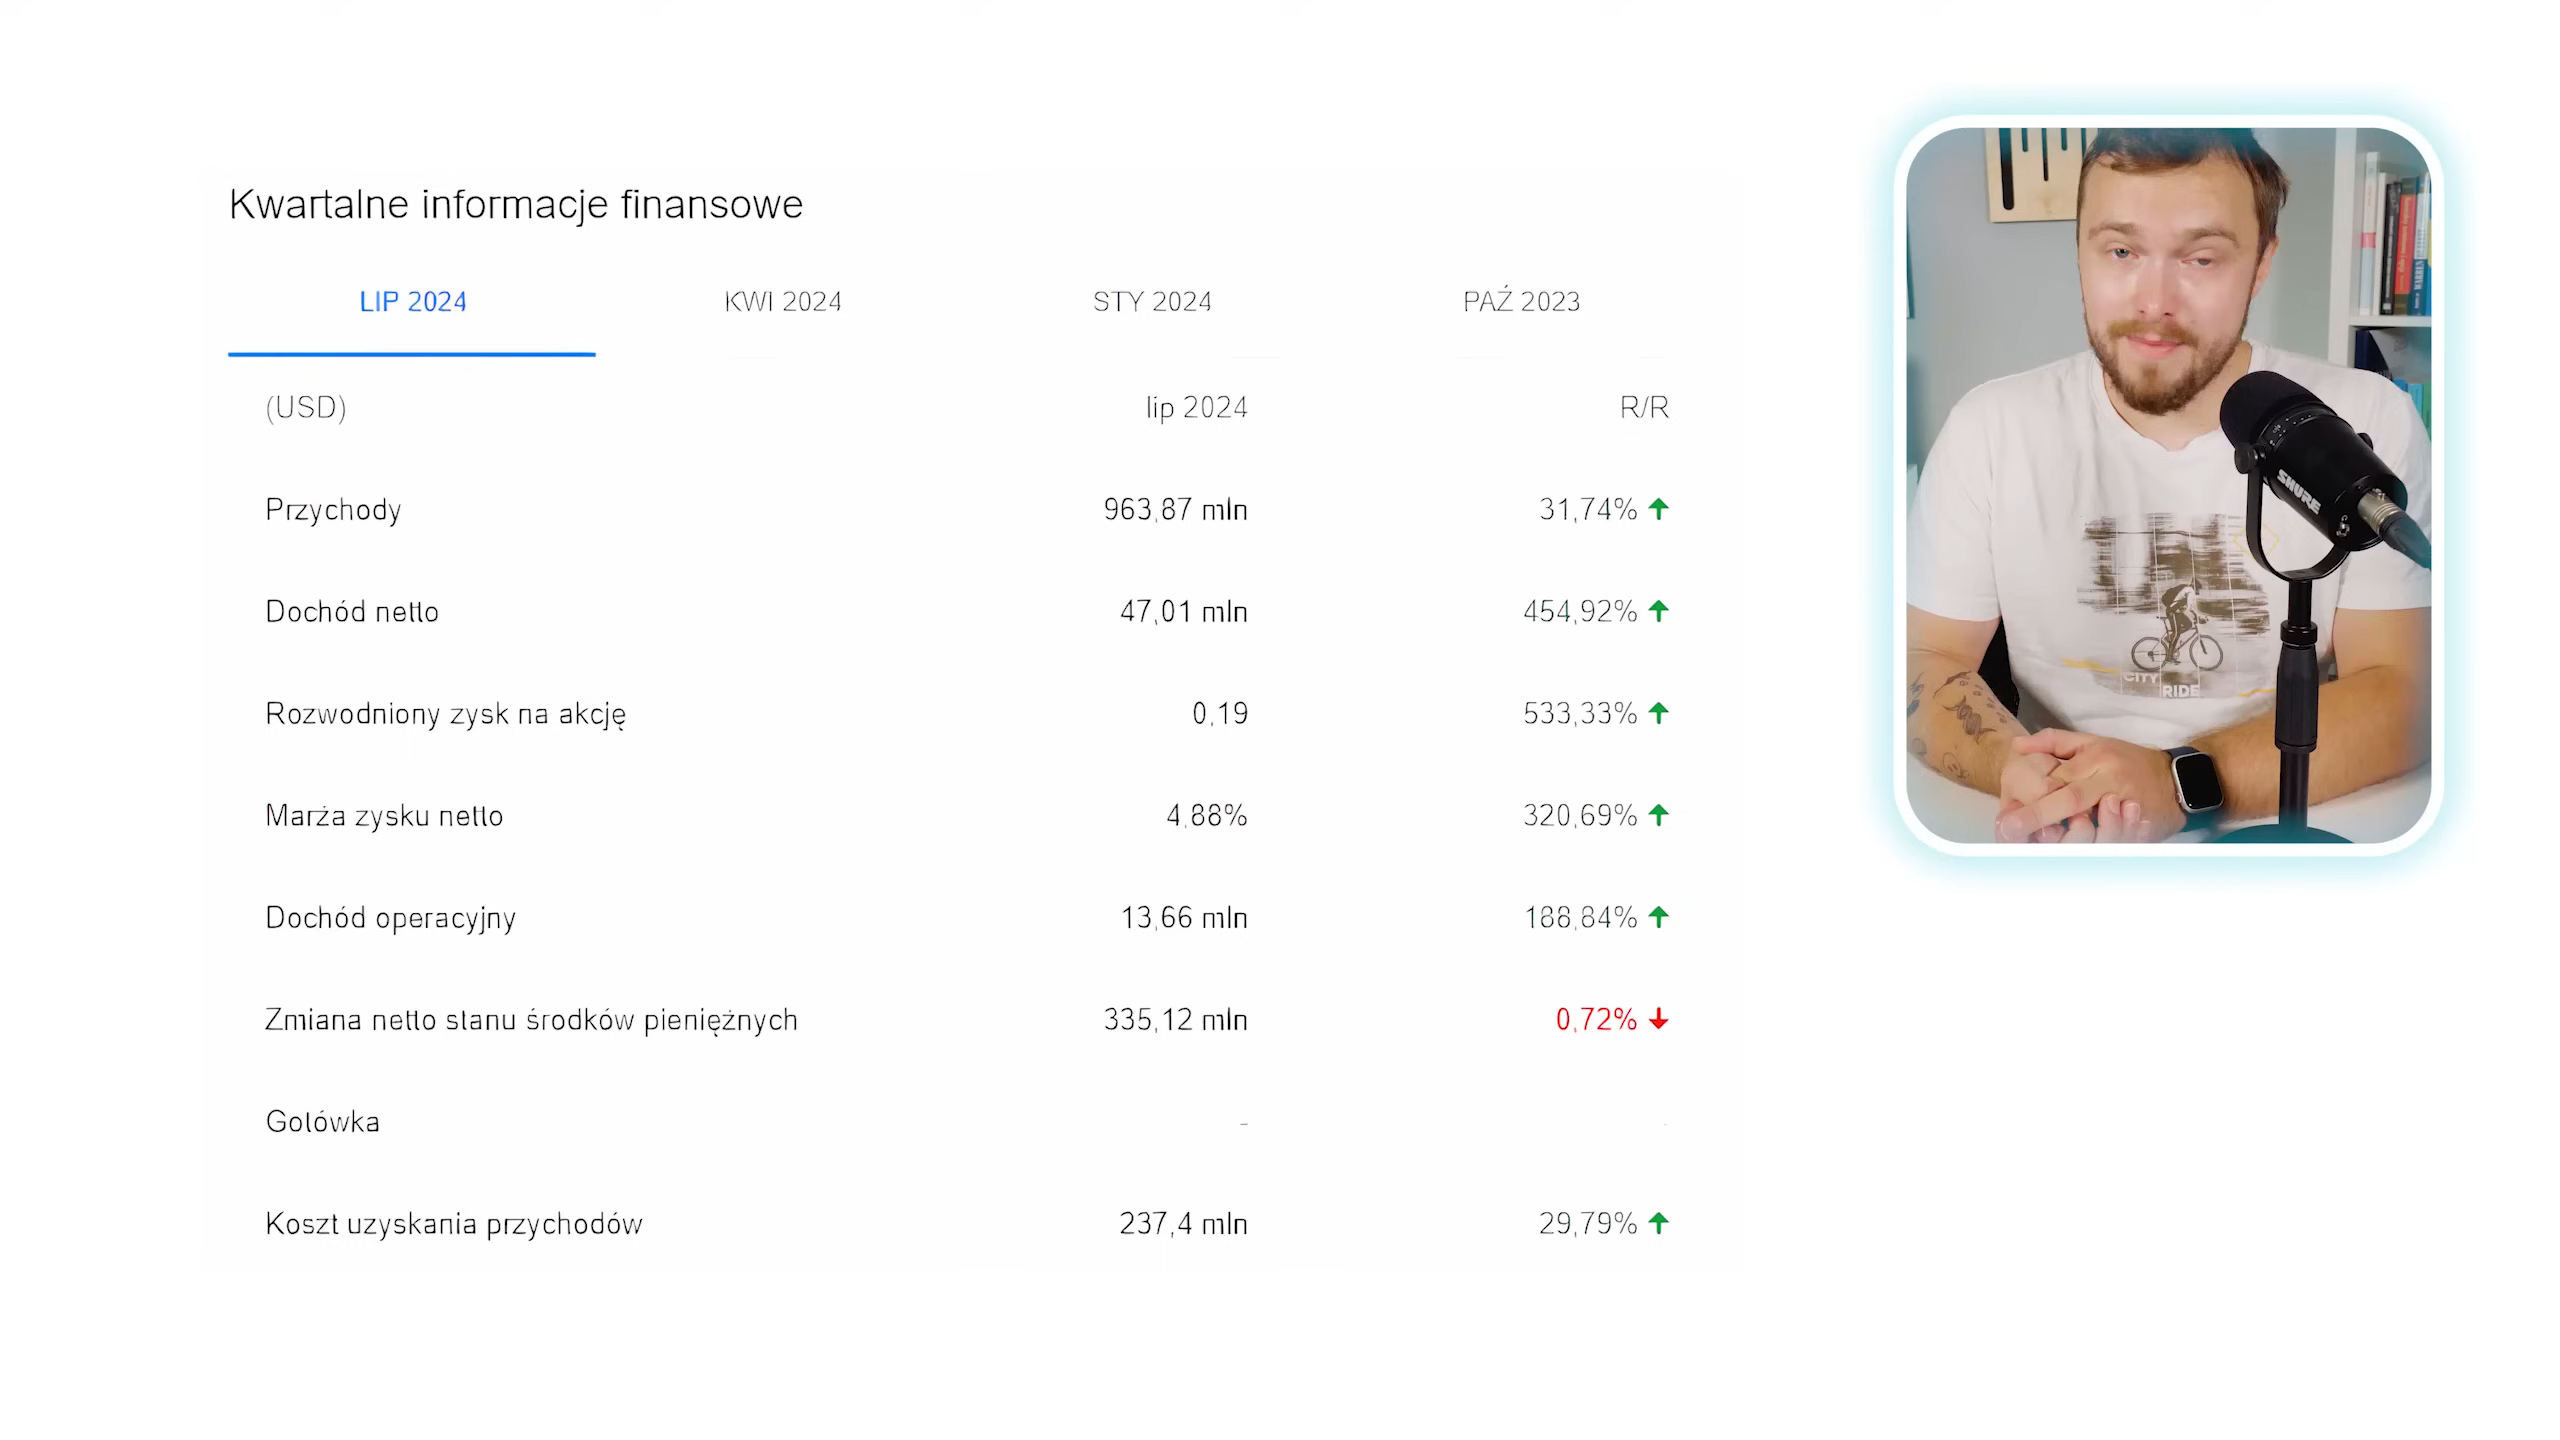 Kwartalne informacje finansowe
LIP 2024 KWI 2024 STY 2024 PAŹ 2023
(USD) lip 2024 R/R
Przychody 963,87 mln 31,74%
Dochód netto 47,01 mln 454,92%
Rozwodniony zysk na akcję 0,19 533,33%
Marża zysku netto 4,88% 320,69%
Dochód operacyjny 13,66 mln 188,84%
Zmiana netto stanu środków pieniężnych 335,12 mln 0,72%
Gotówka - -
Koszt uzyskania przychodów 237,4 mln 29,79%
SHURE
CITY
RIDE